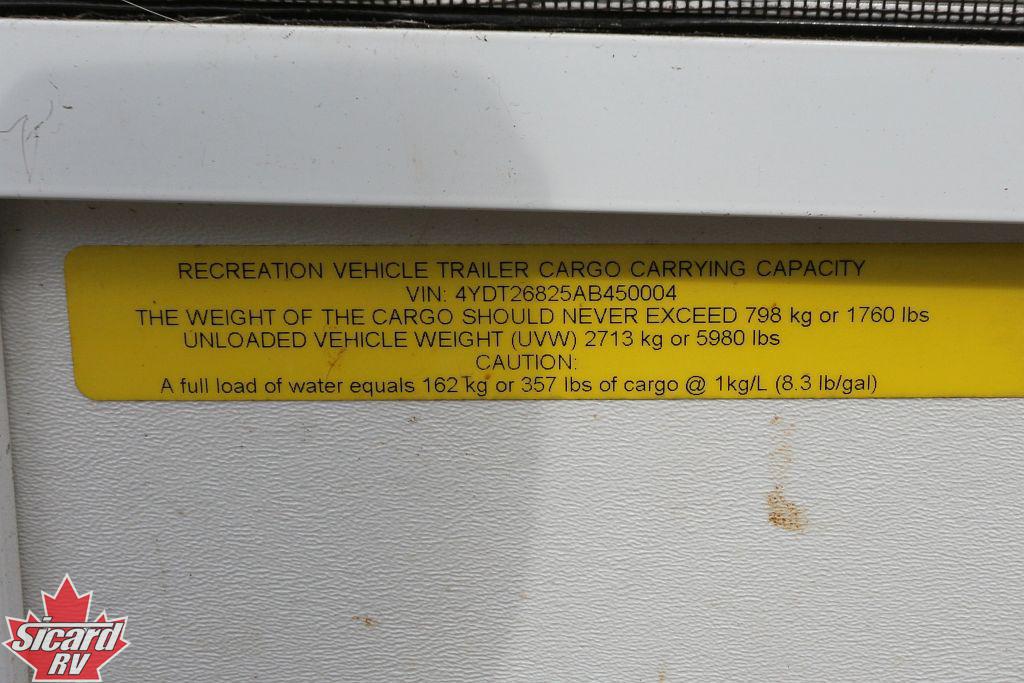 RECREATION VEHICLE TRAILER CARGO CARRYING CAPACITY
VIN: 4YDT26825AB450004
THE WEIGHT OF THE CARGO SHOULD NEVER EXCEED 798 kg or 1760 lbs
UNLOADED VEHICLE WEIGHT (UVW) 2713 kg or 5980 lbs
CAUTION:
A full load of water equals 162 kg or 357 lbs of cargo @ 1kg/L (8.3 lb/gal)
Sicard
RV